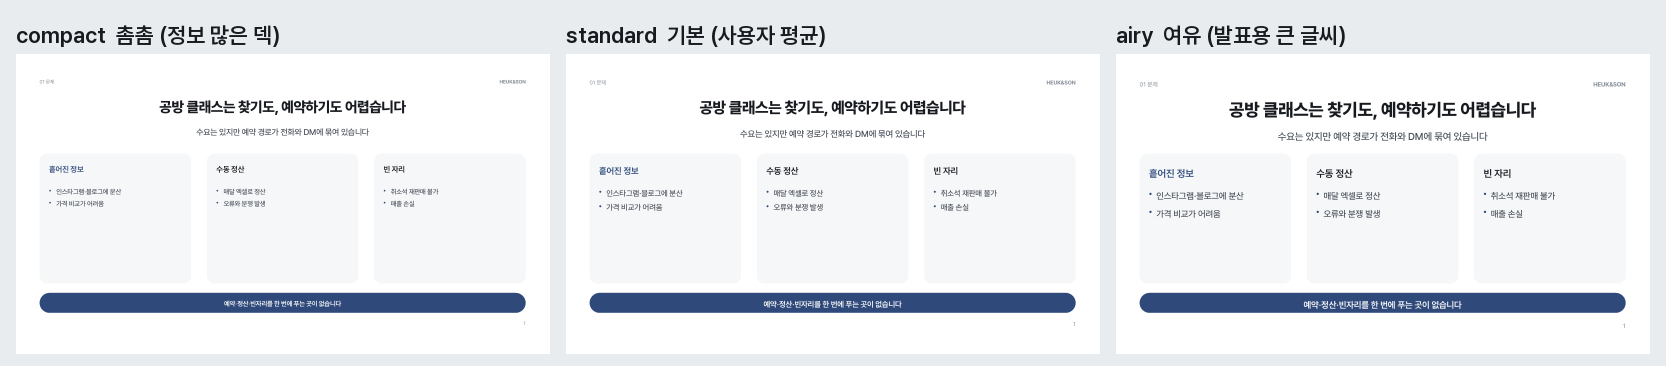 compact 촘촘 (정보 많은 덱)
01 문제
HEUK&SON
공방 클래스는 찾기도, 예약하기도 어렵습니다
수요는 있지만 예약 경로가 전화와 DM에 묶여 있습니다
흩어진 정보
• 인스타그램·블로그에 분산
• 가격 비교가 어려움
수동 정산
• 매달 엑셀로 정산
• 오류와 분쟁 발생
빈 자리
• 취소석 재판매 불가
• 매출 손실
예약·정산·빈자리를 한 번에 푸는 곳이 없습니다
1
standard 기본 (사용자 평균)
01 문제
HEUK&SON
공방 클래스는 찾기도, 예약하기도 어렵습니다
수요는 있지만 예약 경로가 전화와 DM에 묶여 있습니다
흩어진 정보
• 인스타그램·블로그에 분산
• 가격 비교가 어려움
수동 정산
• 매달 엑셀로 정산
• 오류와 분쟁 발생
빈 자리
• 취소석 재판매 불가
• 매출 손실
예약·정산·빈자리를 한 번에 푸는 곳이 없습니다
1
airy 여유 (발표용 큰 글씨)
01 문제
HEUK&SON
공방 클래스는 찾기도, 예약하기도 어렵습니다
수요는 있지만 예약 경로가 전화와 DM에 묶여 있습니다
흩어진 정보
• 인스타그램·블로그에 분산
• 가격 비교가 어려움
수동 정산
• 매달 엑셀로 정산
• 오류와 분쟁 발생
빈 자리
• 취소석 재판매 불가
• 매출 손실
예약·정산·빈자리를 한 번에 푸는 곳이 없습니다
1